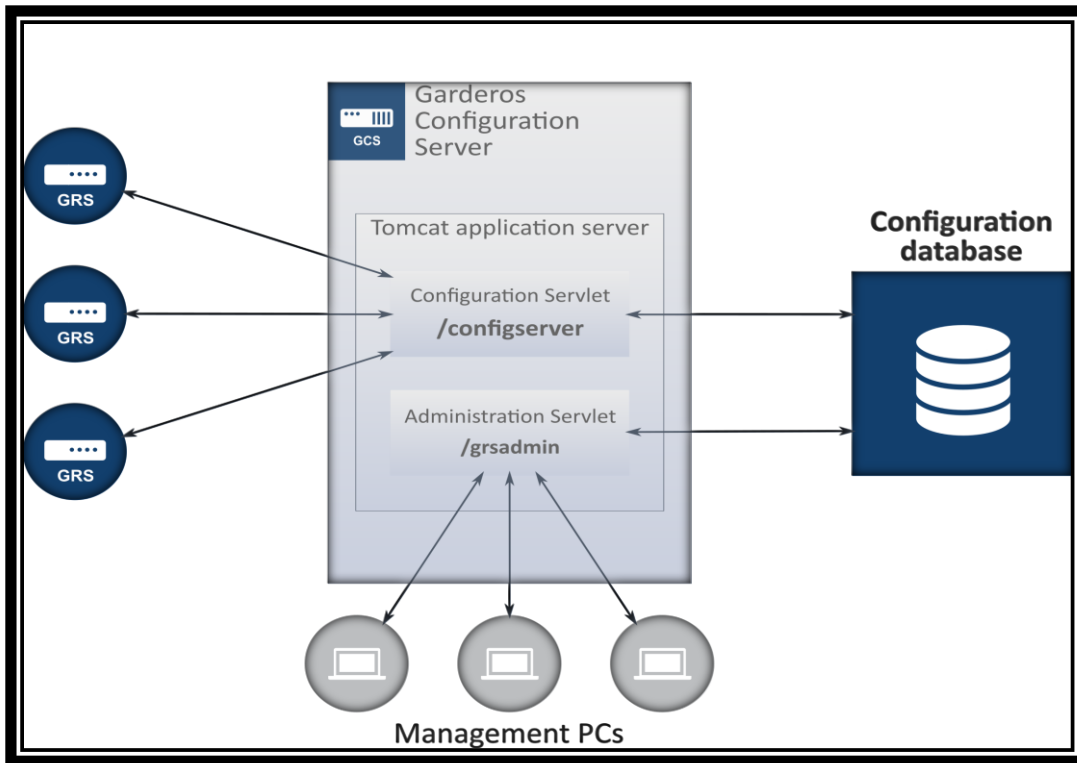 Garderos
Configuration
Server
GCS
GRS
GRS
GRS
Tomcat application server
Configuration Servlet
/configserver
Administration Servlet
/grsadmin
Configuration
database
Management PCs